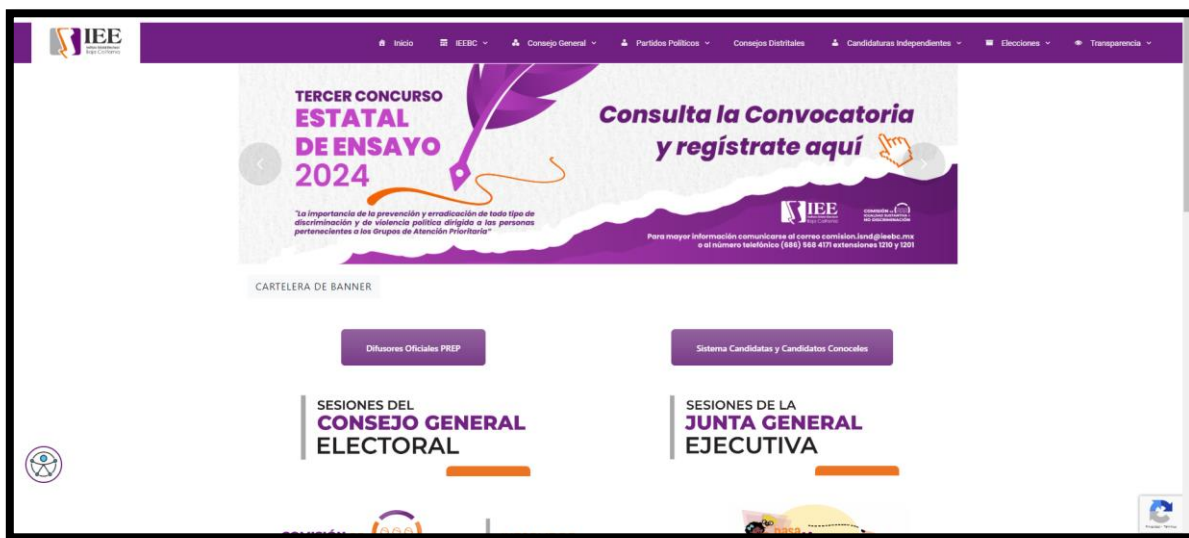 IEE
Inicio
IEEBC
Consejo General
Partidos Políticos
Consejos Distritales
Candidaturas Independientes
Elecciones
Transparencia
TERCER CONCURSO
ESTATAL
DE ENSAYO
2024
"La importancia de la prevención y erradicación de todo tipo de
discriminación y de violencia política dirigida a las personas
pertenecientes a los Grupos de Atención Prioritaria"
Consulta la Convocatoria
y regístrate aquí
IEE
Para mayor información comunicarse al correo comision.isnd@ieebc.mx
o al número telefónico (686) 568 4171 extensiones 1210 y 1201
CARTELERA DE BANNER
Difusores Oficiales PREP
Sistema Candidatas y Candidatos Conoceles
SESIONES DEL
CONSEJO GENERAL
ELECTORAL
SESIONES DE LA
JUNTA GENERAL
EJECUTIVA
COMISIÓN
pasa